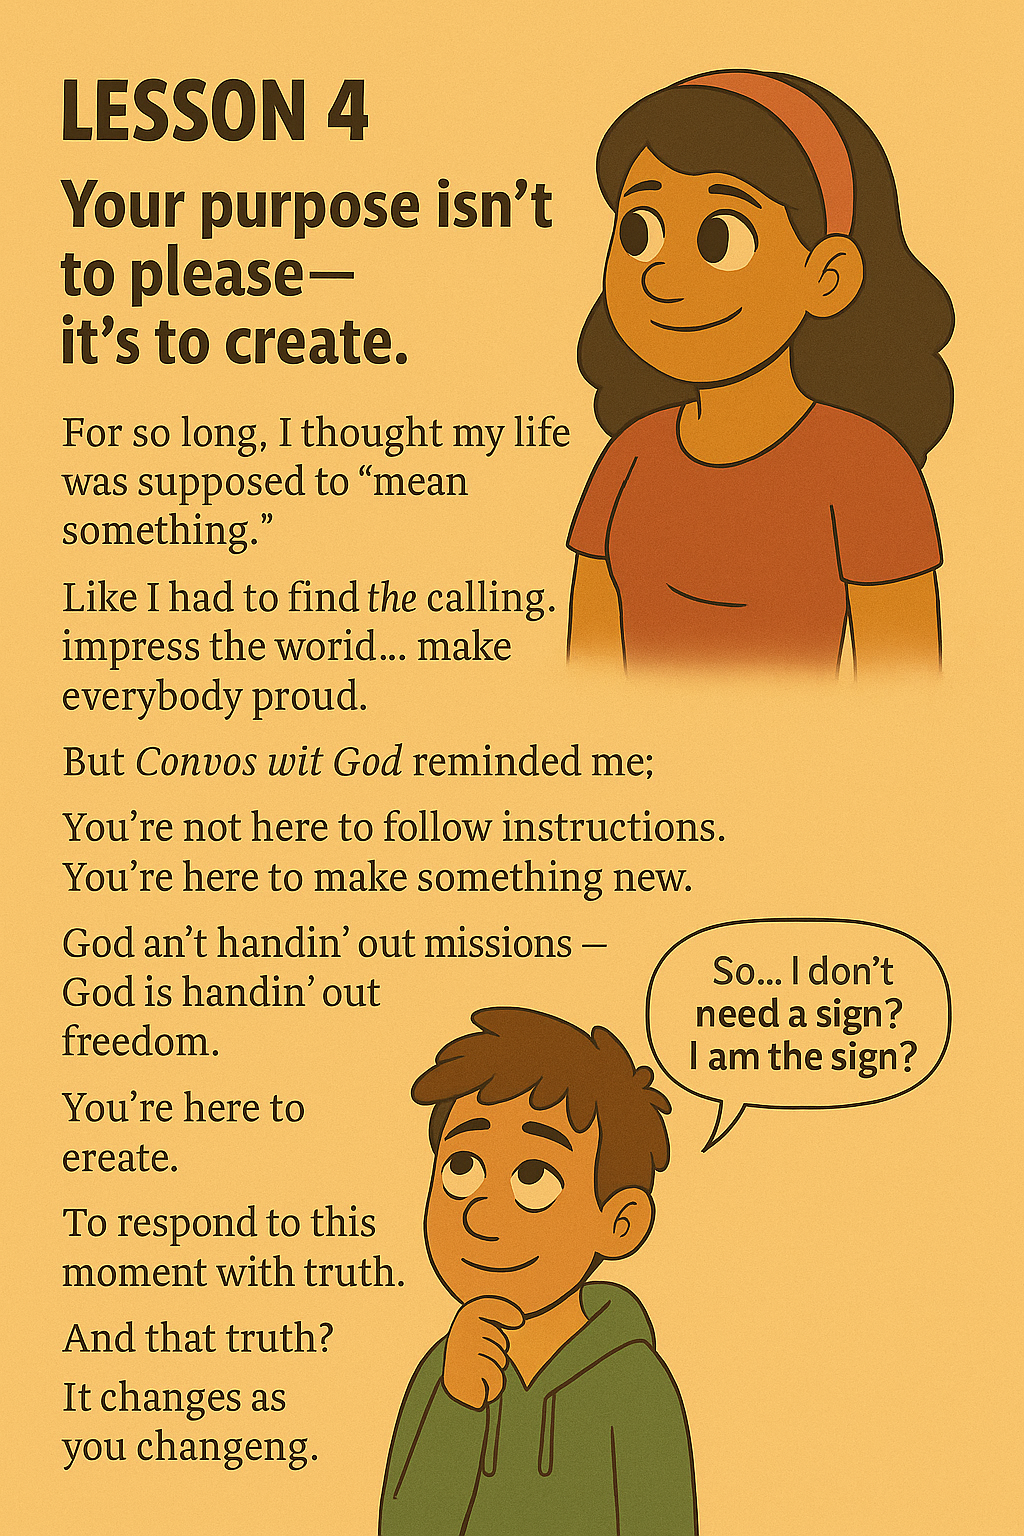 LESSON 4
Your purpose isn’t
to please—
it’s to create.
For so long, I thought my life
was supposed to “mean
something.”
Like I had to find the calling.
impress the worid... make
everybody proud.
But Convos wit God reminded me;
You’re not here to follow instructions.
You’re here to make something new.
God an’t handin’ out missions —
God is handin’ out
freedom.
So... I don’t
need a sign?
I am the sign?
You’re here to
ereate.
To respond to this
moment with truth.
And that truth?
It changes as
you changeng.